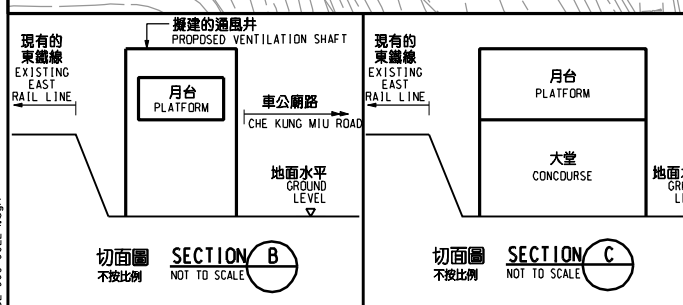 擬建的通風井
PROPOSED VENTILATION SHAFT
現有的
東鐵線
EXISTING
EAST
RAIL LINE
月台
PLATFORM
車公廟路
CHE KUNG MIU ROAD
地面水平
GROUND
LEVEL
切面圖
不按比例
SECTION B
NOT TO SCALE
現有的
東鐵線
EXISTING
EAST
RAIL LINE
月台
PLATFORM
大堂
CONCOURSE
地面
GROUND
切面圖
不按比例
SECTION C
NOT TO SCALE